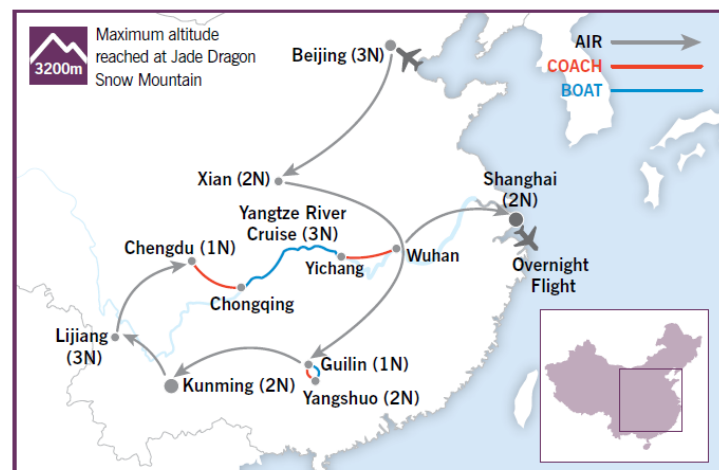 Maximum altitude
reached at Jade Dragon
Snow Mountain
3200m
AIR
COACH
BOAT
Beijing (3N)
Xian (2N)
Shanghai
(2N)
Yangtze River
Cruise (3N)
Chengdu (1N)
Yichang
Wuhan
Overnight
Flight
Chongqing
Lijiang
(3N)
Guilin (1N)
Kunming (2N)
Yangshuo (2N)